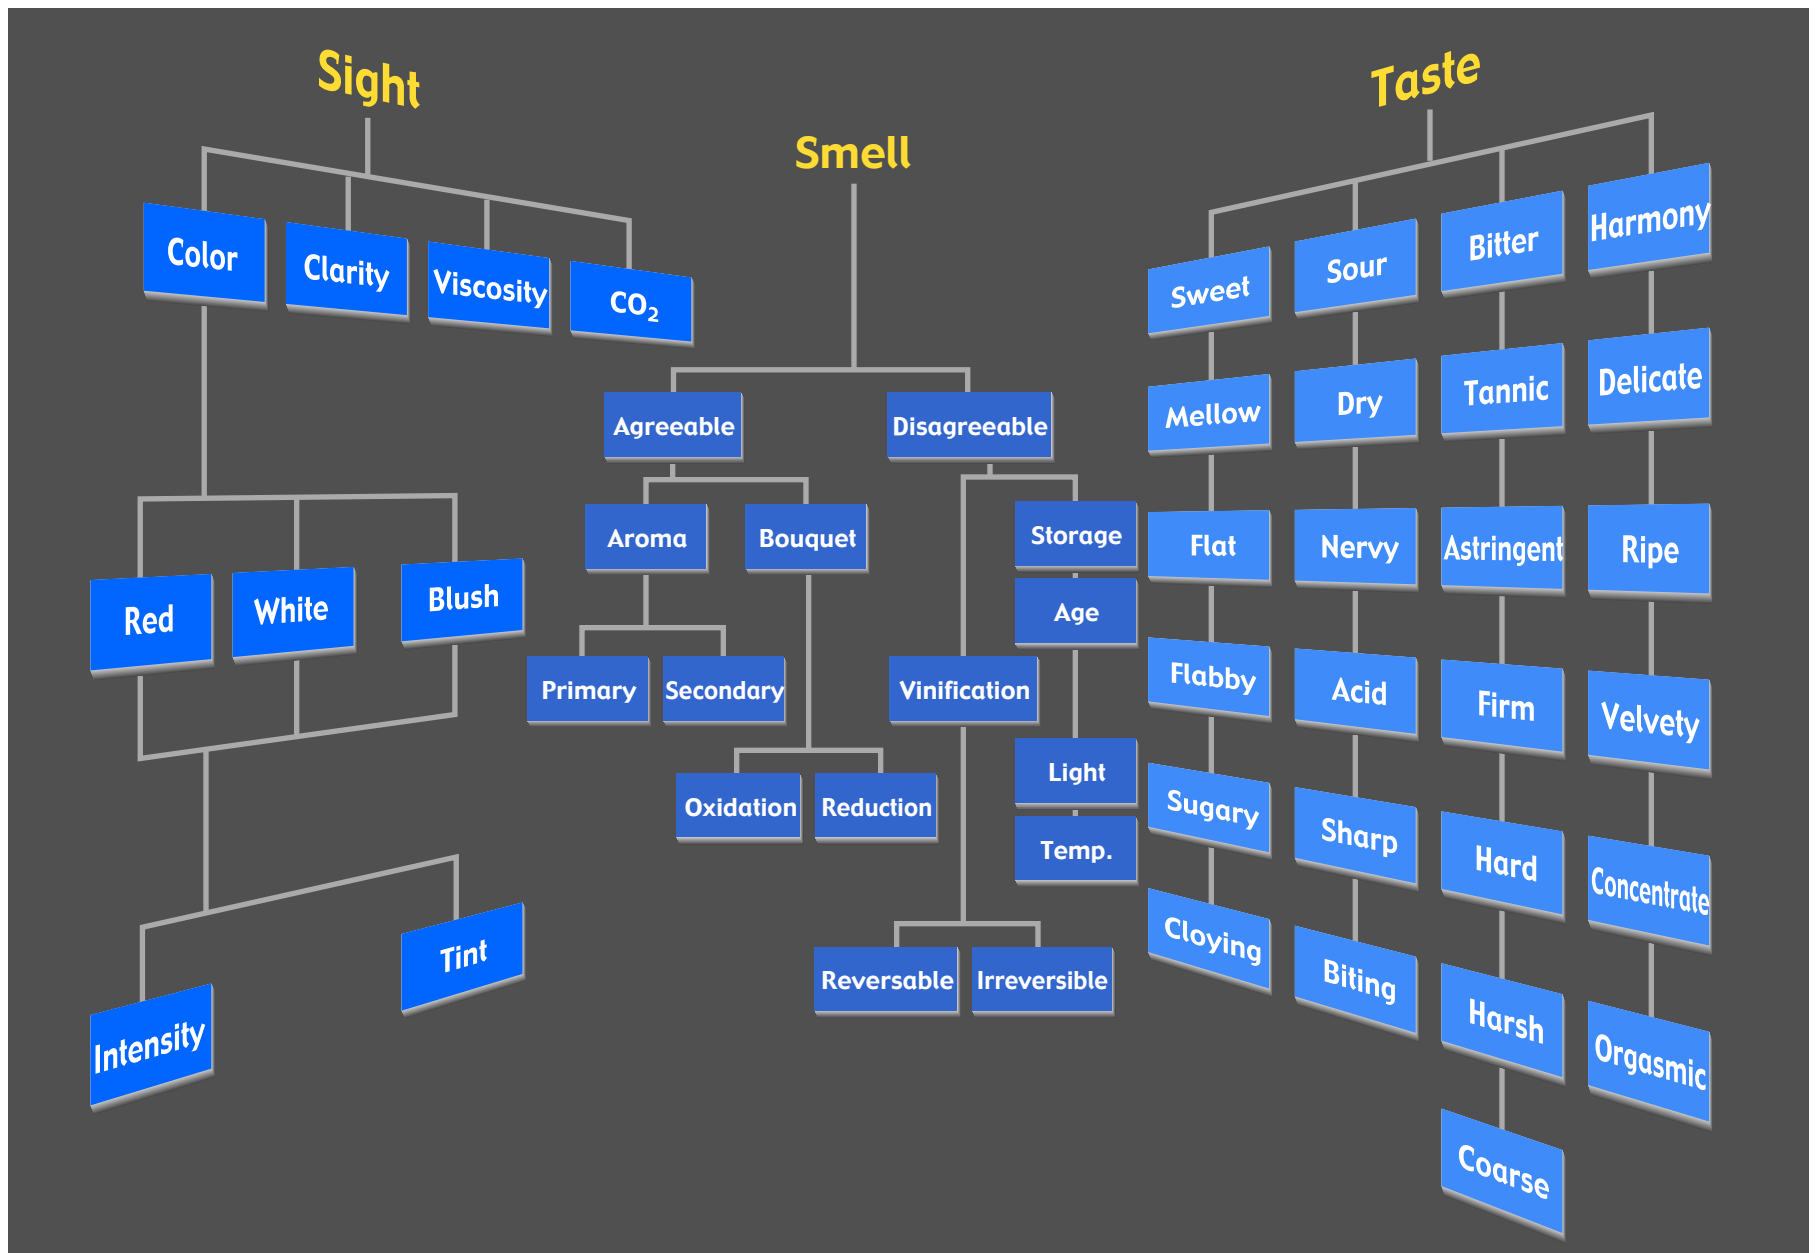 Sight
Color
Clarity
Viscosity
CO₂
Red
White
Blush
Intensity
Tint
Smell
Agreeable
Disagreeable
Aroma
Bouquet
Primary
Secondary
Oxidation
Reduction
Storage
Age
Vinification
Light
Temp.
Reversable
Irreversible
Taste
Sweet
Mellow
Flat
Flabby
Sugary
Cloying
Sour
Dry
Nervy
Acid
Sharp
Biting
Bitter
Tannic
Astringent
Firm
Hard
Harsh
Coarse
Harmony
Delicate
Ripe
Velvety
Concentrate
Orgasmic